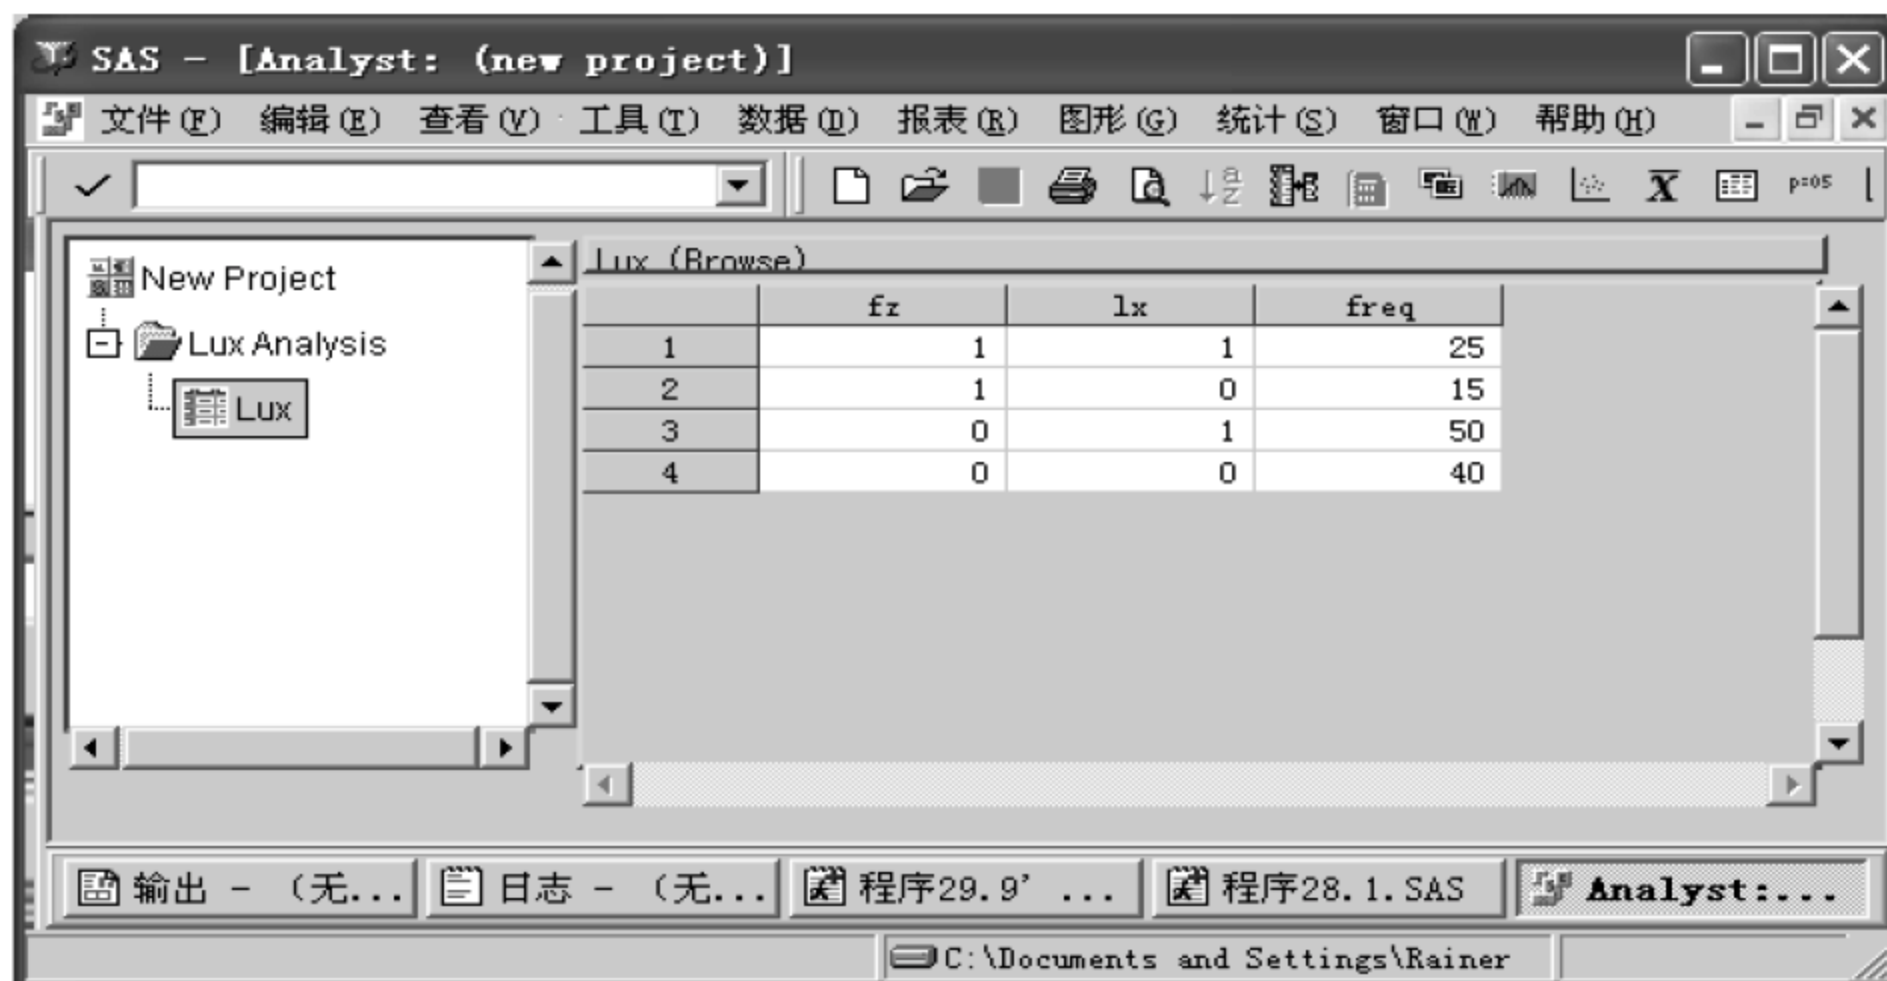 SAS - [Analyst: (new project)]
文件(F) 编辑(E) 查看(V) 工具(T) 数据(D) 报表(R) 图形(G) 统计(S) 窗口(W) 帮助(H)
p=05
New Project
Lux Analysis
Lux
Lux (Browse)
fz lx freq
1 1 1 25
2 1 0 15
3 0 1 50
4 0 0 40
输出 - (无... 日志 - (无... 程序29.9' ... 程序28.1.SAS Analyst:...
C:\Documents and Settings\Rainer